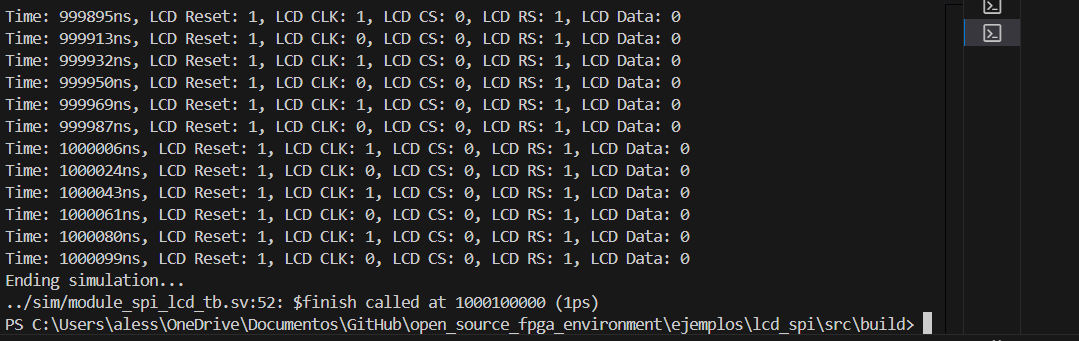 Time: 999895ns, LCD Reset: 1, LCD CLK: 1, LCD CS: 0, LCD RS: 1, LCD Data: 0
Time: 999913ns, LCD Reset: 1, LCD CLK: 0, LCD CS: 0, LCD RS: 1, LCD Data: 0
Time: 999932ns, LCD Reset: 1, LCD CLK: 1, LCD CS: 0, LCD RS: 1, LCD Data: 0
Time: 999950ns, LCD Reset: 1, LCD CLK: 0, LCD CS: 0, LCD RS: 1, LCD Data: 0
Time: 999969ns, LCD Reset: 1, LCD CLK: 1, LCD CS: 0, LCD RS: 1, LCD Data: 0
Time: 999987ns, LCD Reset: 1, LCD CLK: 0, LCD CS: 0, LCD RS: 1, LCD Data: 0
Time: 1000006ns, LCD Reset: 1, LCD CLK: 1, LCD CS: 0, LCD RS: 1, LCD Data: 0
Time: 1000024ns, LCD Reset: 1, LCD CLK: 0, LCD CS: 0, LCD RS: 1, LCD Data: 0
Time: 1000043ns, LCD Reset: 1, LCD CLK: 1, LCD CS: 0, LCD RS: 1, LCD Data: 0
Time: 1000061ns, LCD Reset: 1, LCD CLK: 0, LCD CS: 0, LCD RS: 1, LCD Data: 0
Time: 1000080ns, LCD Reset: 1, LCD CLK: 1, LCD CS: 0, LCD RS: 1, LCD Data: 0
Time: 1000099ns, LCD Reset: 1, LCD CLK: 0, LCD CS: 0, LCD RS: 1, LCD Data: 0
Ending simulation...
../sim/module_spi_lcd_tb.sv:52: $finish called at 1000100000 (1ps)
PS C:\Users\aless\OneDrive\Documentos\GitHub\open_source_fpga_environment\ejemplos\lcd_spi\src\build>